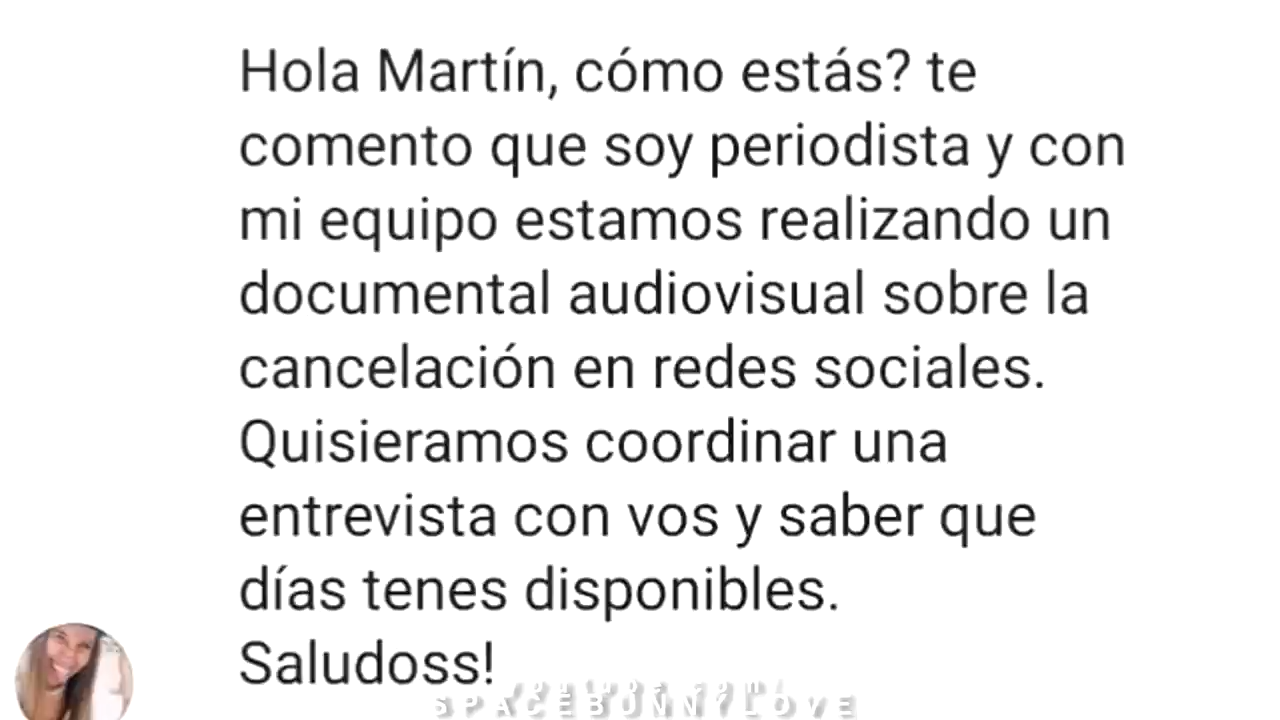 Hola Martín, cómo estás? te
comento que soy periodista y con
mi equipo estamos realizando un
documental audiovisual sobre la
cancelación en redes sociales.
Quisieramos coordinar una
entrevista con vos y saber que
días tenes disponibles.
Saludoss!
SPACEBUNNYLOVE